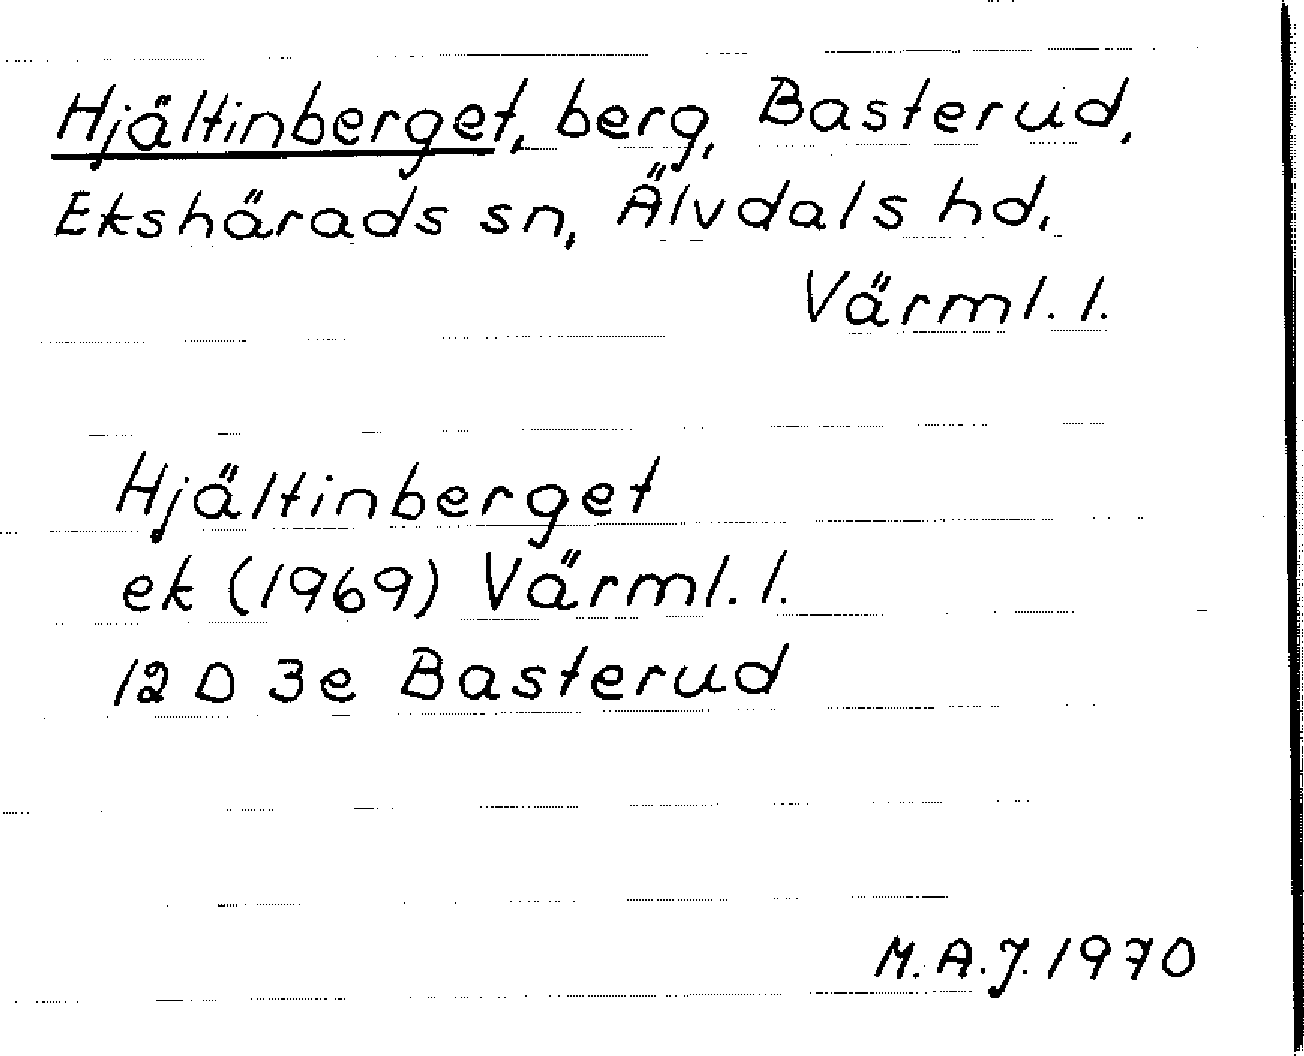 Hjältinberget, berg, Basterud,
Ekshärads sn, Älvdals hd,
Värml. l.
Hjältinberget
ek (1969) Värml. l.
12 D 3e Basterud
M.A.J. 1970